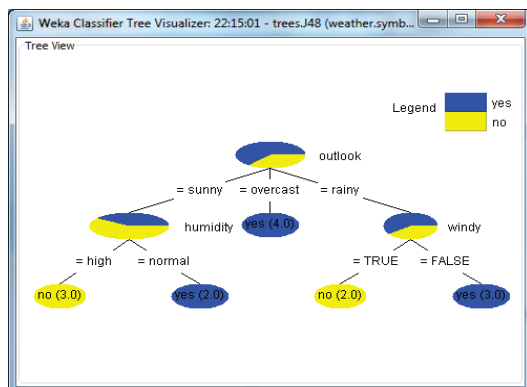 Weka Classifier Tree Visualizer: 22:15:01 - trees.J48 (weather.symb...
Tree View
Legend
yes
no
outlook
= sunny = overcast = rainy
humidity yes (4.0) windy
= high = normal = TRUE = FALSE
no (3.0) yes (2.0) no (2.0) yes (3.0)